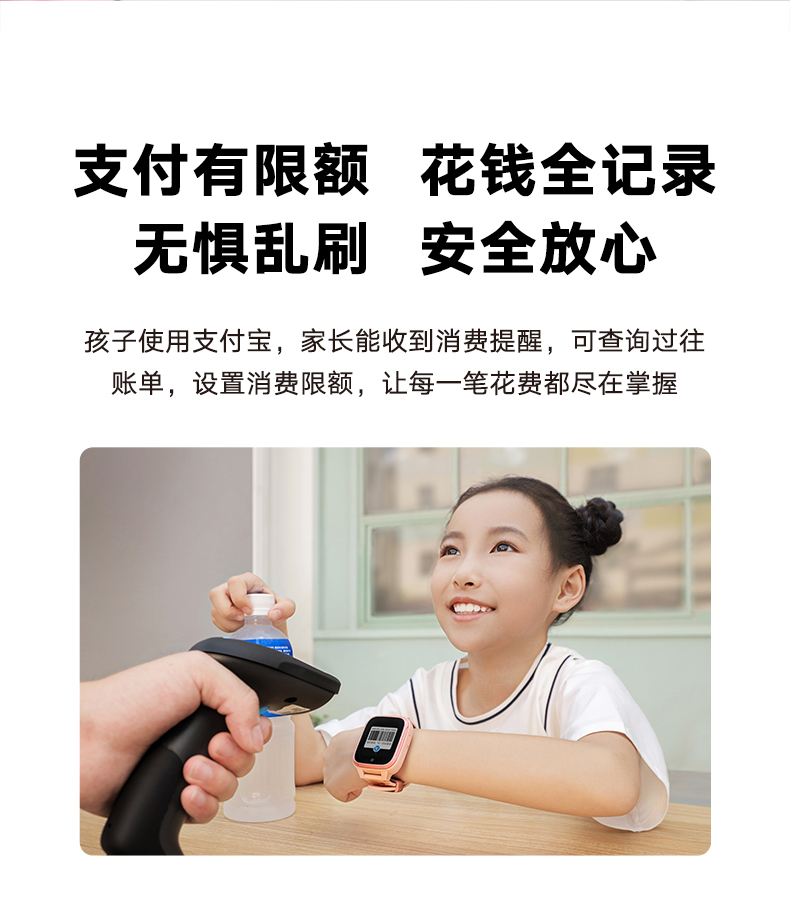 支付有限额 花钱全记录
无惧乱刷 安全放心
孩子使用支付宝，家长能收到消费提醒，可查询过往
账单，设置消费限额，让每一笔花费都尽在掌握